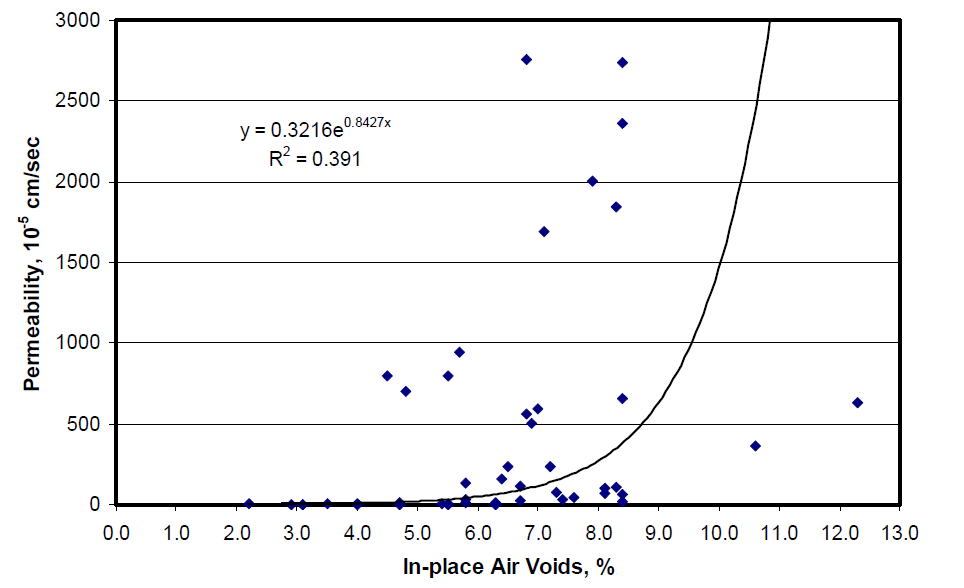 3000
2500
2000
1500
1000
500
0
y = 0.3216e^0.8427x
R² = 0.391
Permeability, 10^-5 cm/sec
0.0 1.0 2.0 3.0 4.0 5.0 6.0 7.0 8.0 9.0 10.0 11.0 12.0 13.0
In-place Air Voids, %